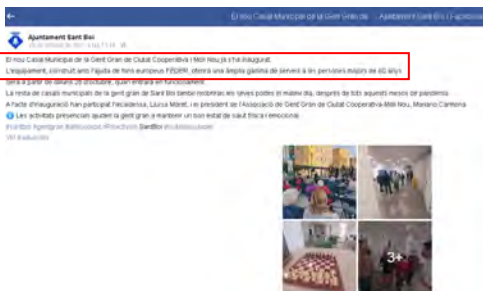 El nou Casal Municipal de la Gent Gran de Ciutat Cooperativa i Molí Nou ja s'ha inaugurat.
L'equipament, construït amb l'ajuda de fons europeus FEDER, oferirà una àmplia gamma de serveis a les persones majors de 60 anys
Serà a partir de dilluns 25 d'octubre, quan entrarà en funcionament.
La resta de casals municipals de la gent gran de Sant Boi també reobriran les seves portes el mateix dia, després de tots aquests mesos de pandèmia.
A l'acte d'inauguració han participat l'alcaldessa, Lluïsa Moret, i el president de l'Associació de Gent Gran de Ciutat Cooperativa-Molí Nou, Mariano Carmona.
Les activitats presencials ajuden la gent gran a mantenir un bon estat de salut física i emocional.
Ajuntament Sant Boi
#santboi #gentgran
3+